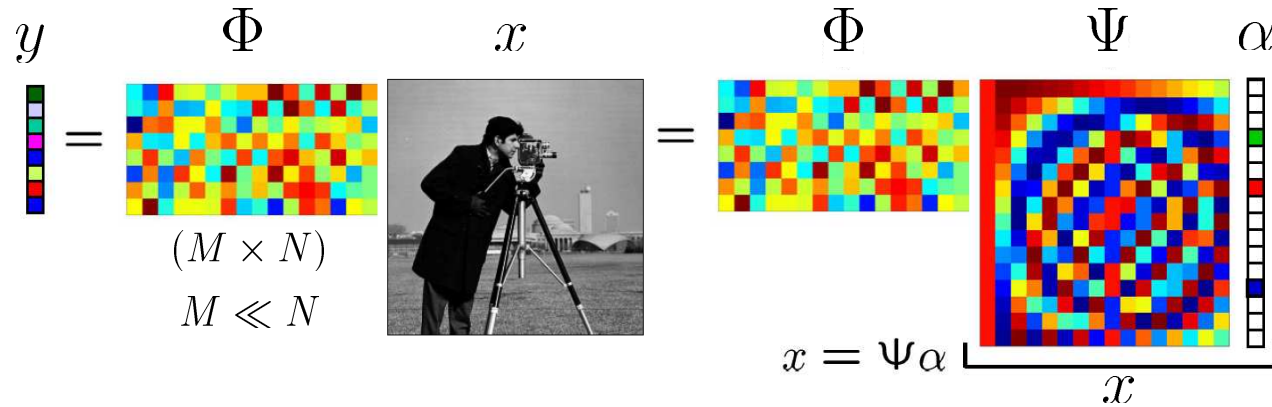 y Φ x Φ Ψ α
= =
(M × N)
M ≪ N
x = Ψα
x